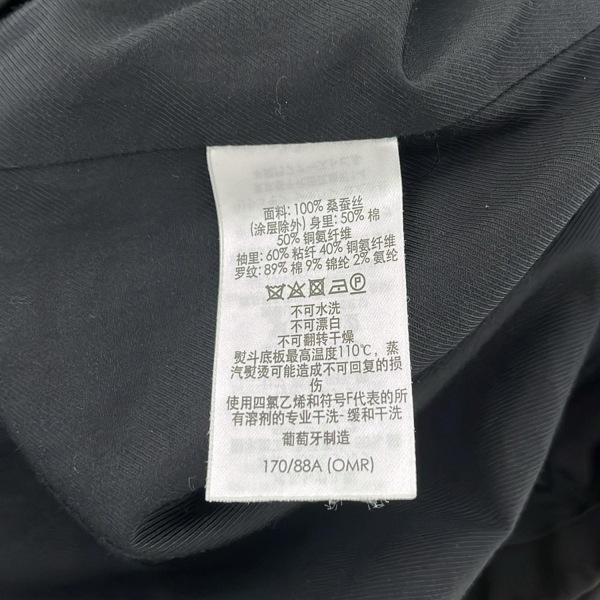 面料: 100% 桑蚕丝
(涂层除外) 身里: 50% 棉
50% 铜氨纤维
袖里: 60% 粘纤 40% 铜氨纤维
罗纹: 89% 棉 9% 锦纶 2% 氨纶
P
不可水洗
不可漂白
不可翻转干燥
熨斗底板最高温度110℃，蒸
汽熨烫可能造成不可回复的损
伤
使用四氯乙烯和符号F代表的所
有溶剂的专业干洗- 缓和干洗
葡萄牙制造
170/88A (OMR)